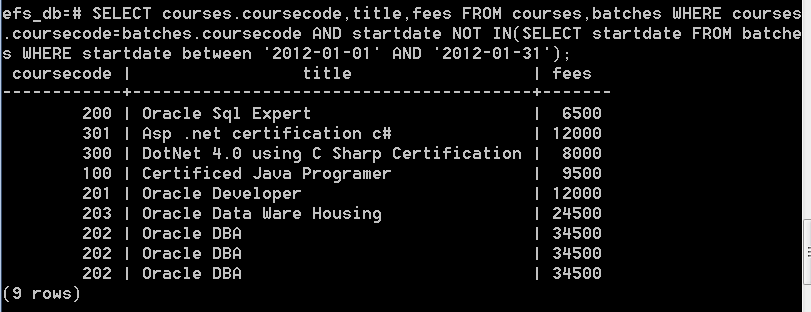 efs_db=# SELECT courses.coursecode,title,fees FROM courses,batches WHERE courses
.coursecode=batches.coursecode AND startdate NOT IN(SELECT startdate FROM batche
s WHERE startdate between '2012-01-01' AND '2012-01-31');
 coursecode |                 title                  | fees
------------+----------------------------------------+-------
        200 | Oracle Sql Expert                      |  6500
        301 | Asp .net certification c#              | 12000
        300 | DotNet 4.0 using C Sharp Certification |  8000
        100 | Certificed Java Programer              |  9500
        201 | Oracle Developer                       | 12000
        203 | Oracle Data Ware Housing               | 24500
        202 | Oracle DBA                             | 34500
        202 | Oracle DBA                             | 34500
        202 | Oracle DBA                             | 34500
(9 rows)